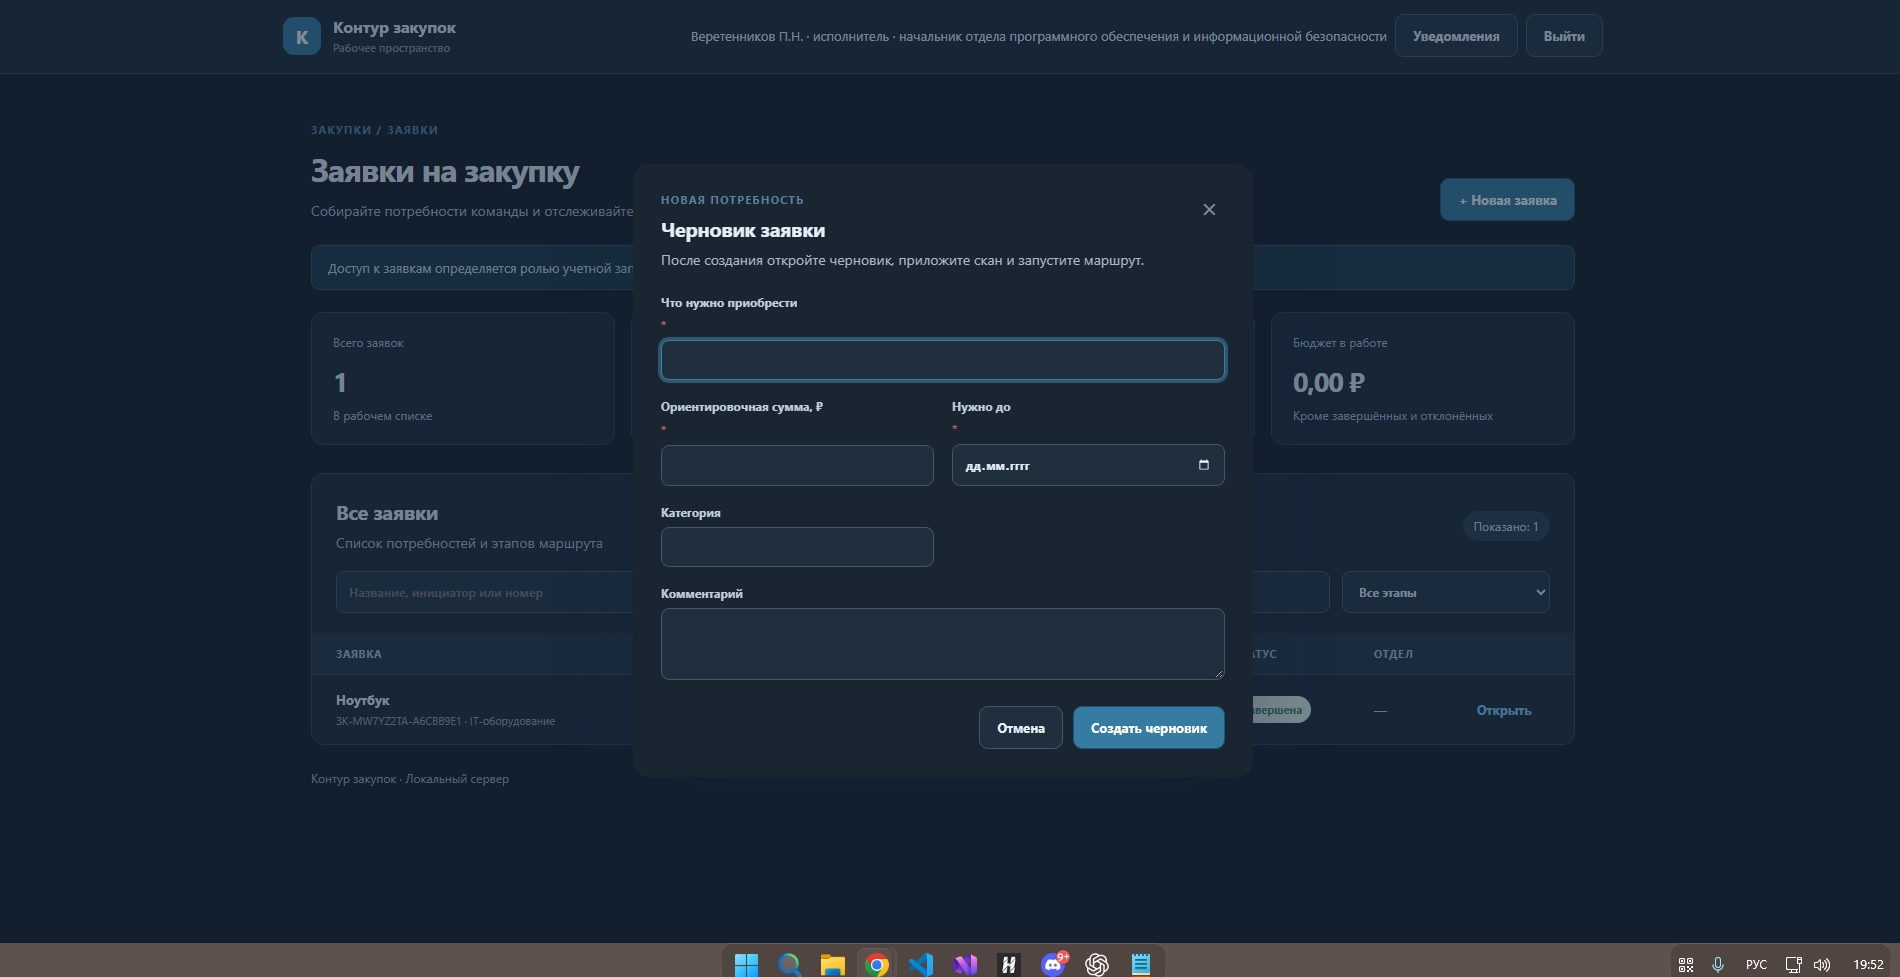 К
Контур закупок
Рабочее пространство
Веретенников П.Н. · исполнитель · начальник отдела программного обеспечения и информационной безопасности
Уведомления
Выйти
ЗАКУПКИ / ЗАЯВКИ
Заявки на закупку
Собирайте потребности команды и отслеживайте
+ Новая заявка
Доступ к заявкам определяется ролью учетной
Всего заявок
1
В рабочем списке
Бюджет в работе
0,00 ₽
Кроме завершённых и отклонённых
Все заявки
Список потребностей и этапов маршрута
Показано: 1
Название, инициатор или номер
Все этапы
ЗАЯВКА
ОТДЕЛ
Ноутбук
ЗК-MW7YZ2TA-A6CBB9E1 · IT-оборудование
—
Открыть
Контур закупок · Локальный сервер
НОВАЯ ПОТРЕБНОСТЬ
Черновик заявки
После создания откройте черновик, приложите скан и запустите маршрут.
Что нужно приобрести
*
Ориентировочная сумма, ₽
*
Нужно до
*
дд.мм.гггг
Категория
Комментарий
Отмена
Создать черновик
9+
РУС
19:52